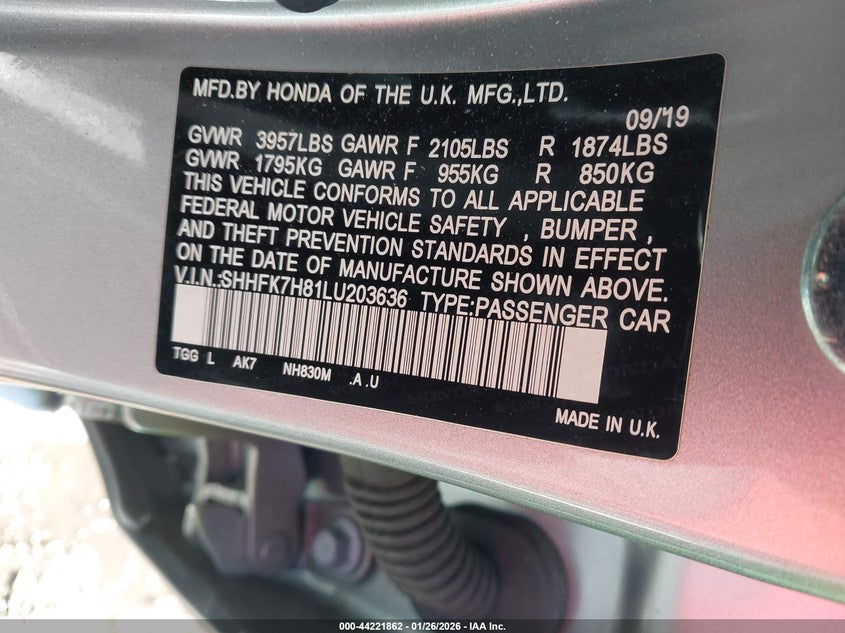 MFD.BY HONDA OF THE U.K. MFG.,LTD.
09/19
GVWR 3957LBS GAWR F 2105LBS R 1874LBS
GVWR 1795KG GAWR F 955KG R 850KG
THIS VEHICLE CONFORMS TO ALL APPLICABLE
FEDERAL MOTOR VEHICLE SAFETY , BUMPER ,
AND THEFT PREVENTION STANDARDS IN EFFECT
ON THE DATE OF MANUFACTURE SHOWN ABOVE.
V.I.N.:SHHFK7H81LU203636 TYPE:PASSENGER CAR
TGG L AK7 NH830M .A .U
MADE IN U.K.
000-44221862 - 01/26/2026 - IAA Inc.